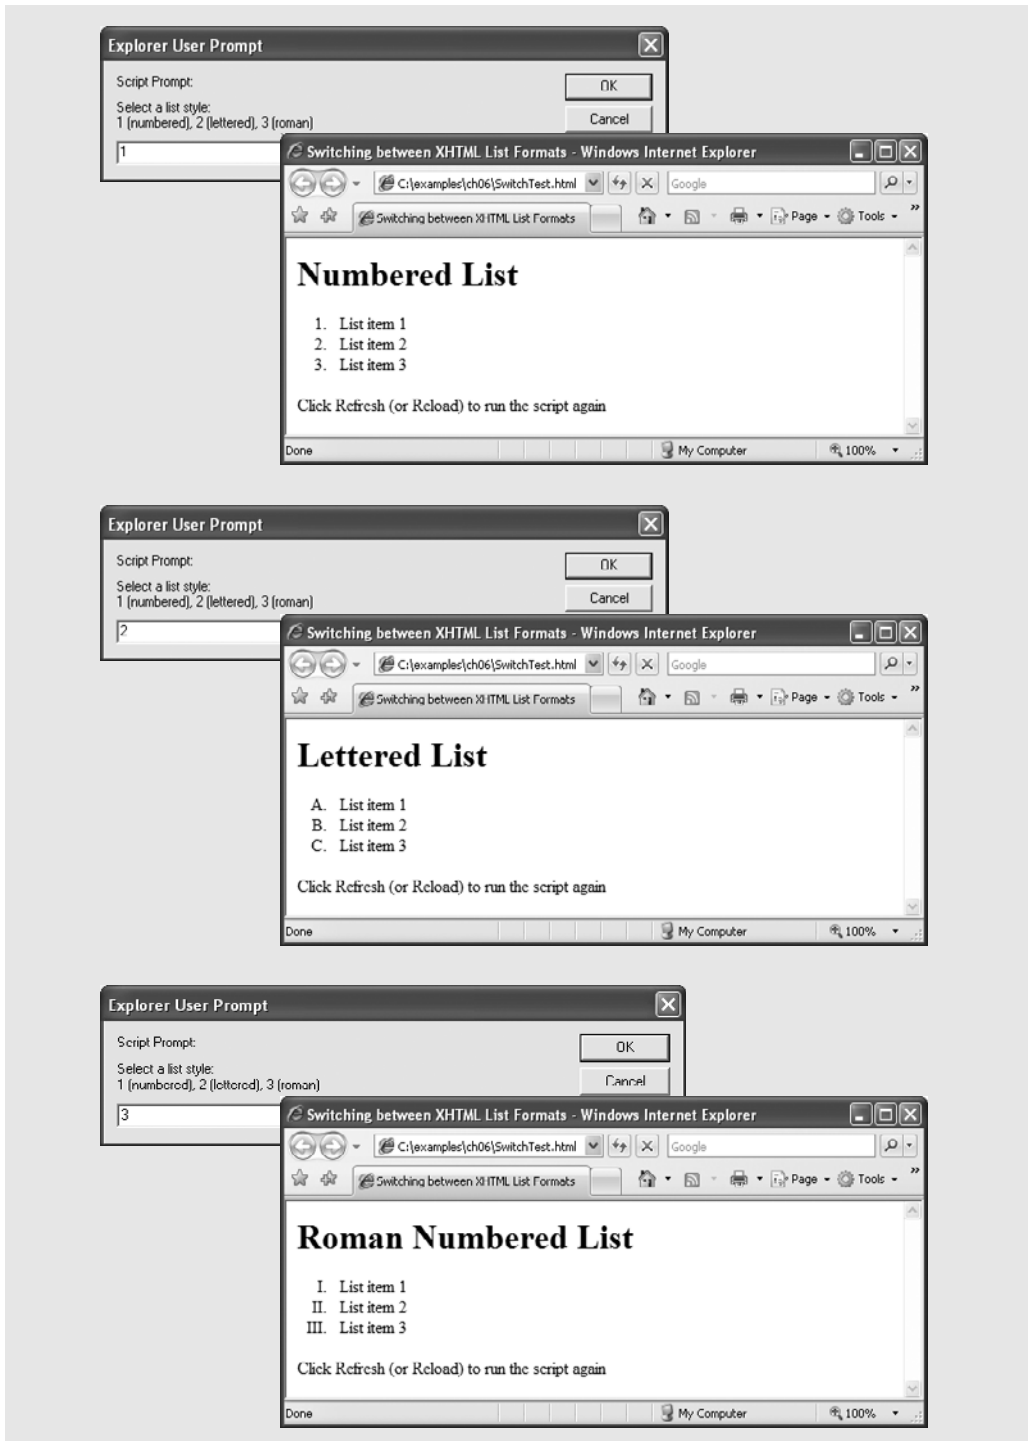 Explorer User Prompt
Script Prompt:
OK
Select a list style:
1 (numbered), 2 (lettered), 3 (roman)
Cancel
1
Switching between XHTML List Formats - Windows Internet Explorer
C:\examples\ch06\SwitchTest.html
Google
Switching between XHTML List Formats
Page
Tools
»
Numbered List
1. List item 1
2. List item 2
3. List item 3
Click Refresh (or Reload) to run the script again
Done
My Computer
100%
Explorer User Prompt
Script Prompt:
OK
Select a list style:
1 (numbered), 2 (lettered), 3 (roman)
Cancel
2
Switching between XHTML List Formats - Windows Internet Explorer
C:\examples\ch06\SwitchTest.html
Google
Switching between XHTML List Formats
Page
Tools
»
Lettered List
A. List item 1
B. List item 2
C. List item 3
Click Refresh (or Reload) to run the script again
Done
My Computer
100%
Explorer User Prompt
Script Prompt:
OK
Select a list style:
1 (numbered), 2 (lettered), 3 (roman)
Cancel
3
Switching between XHTML List Formats - Windows Internet Explorer
C:\examples\ch06\SwitchTest.html
Google
Switching between XHTML List Formats
Page
Tools
»
Roman Numbered List
I. List item 1
II. List item 2
III. List item 3
Click Refresh (or Reload) to run the script again
Done
My Computer
100%